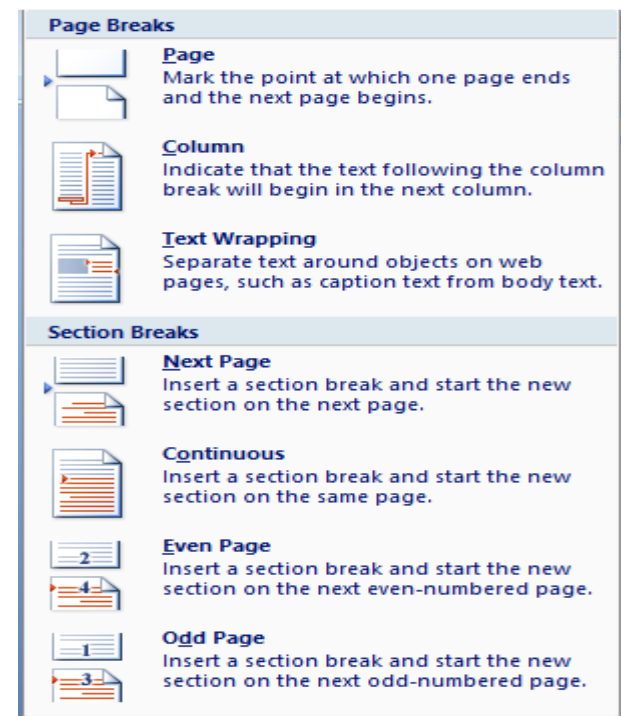 Page Breaks
Page
Mark the point at which one page ends
and the next page begins.
Column
Indicate that the text following the column
break will begin in the next column.
Text Wrapping
Separate text around objects on web
pages, such as caption text from body text.
Section Breaks
Next Page
Insert a section break and start the new
section on the next page.
Continuous
Insert a section break and start the new
section on the same page.
2
Even Page
Insert a section break and start the new
4
section on the next even-numbered page.
1
Odd Page
Insert a section break and start the new
3
section on the next odd-numbered page.